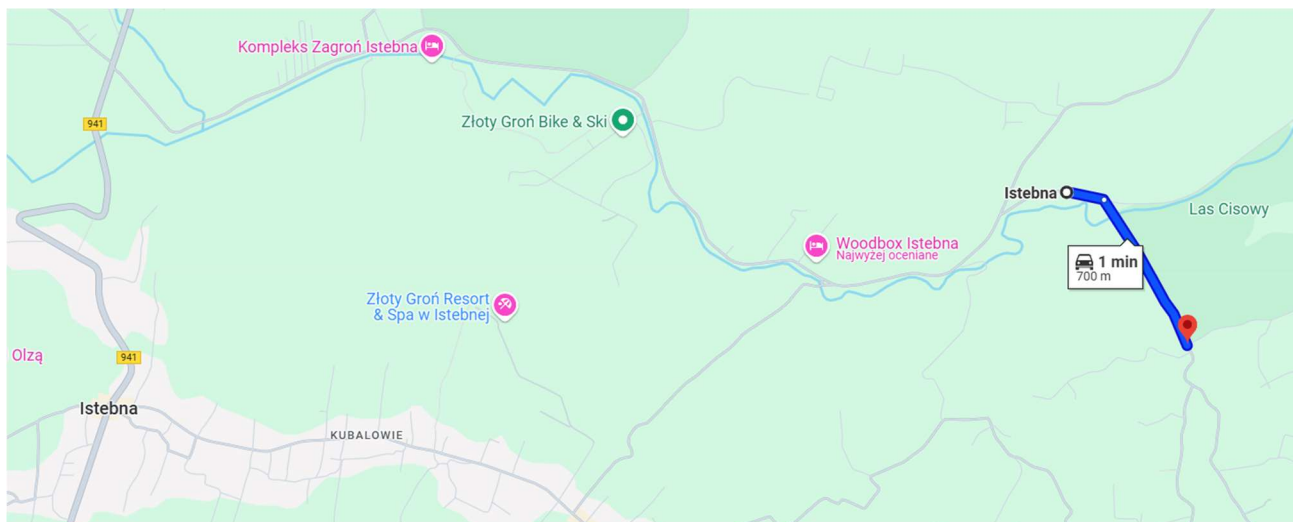 Kompleks Zagroń Istebna
941
Złoty Groń Bike & Ski
Istebna
Las Cisowy
Woodbox Istebna
Najwyżej oceniane
1 min
700 m
Złoty Groń Resort
& Spa w Istebnej
Olzą
941
Istebna
KUBALOWIE